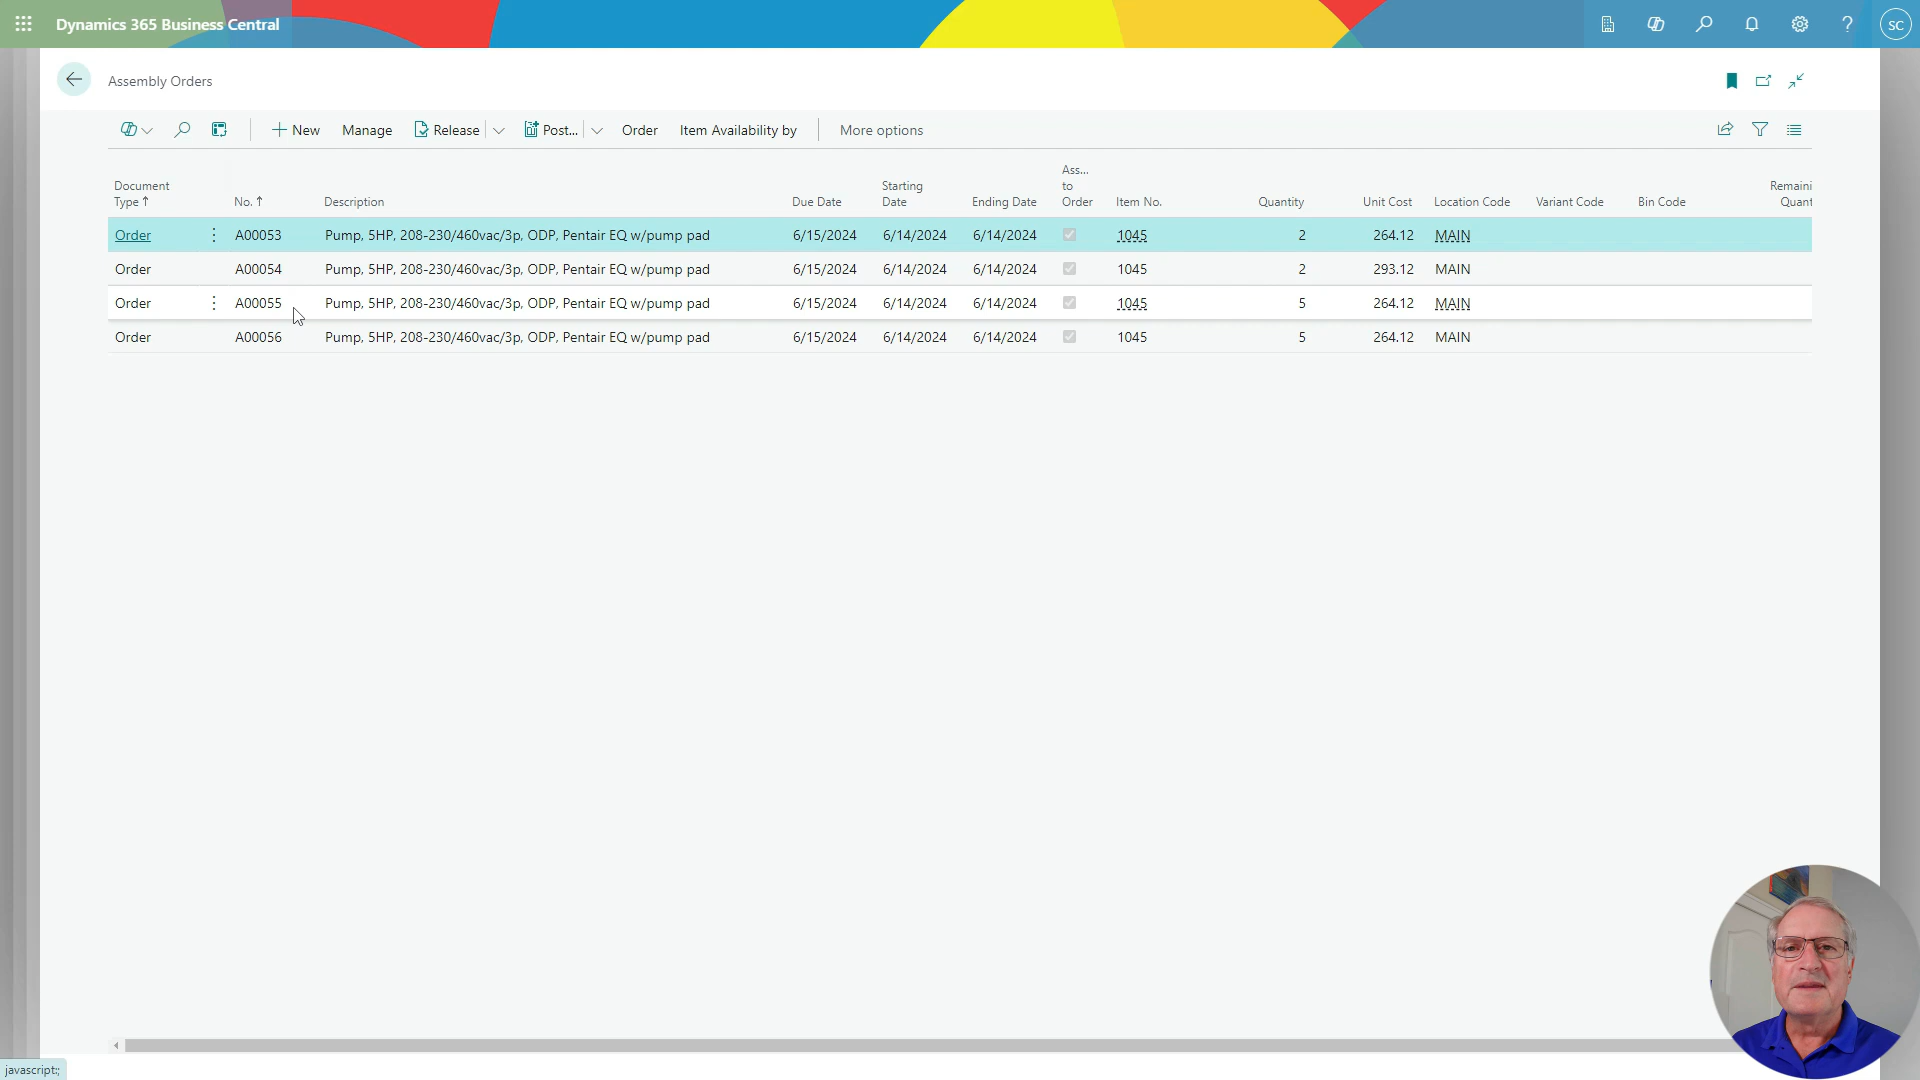 Dynamics 365 Business Central
SC
Assembly Orders
New Manage Release Post... Order Item Availability by More options
Document Type ↑ No. ↑ Description Due Date Starting Date Ending Date Ass... to Order Item No. Quantity Unit Cost Location Code Variant Code Bin Code Remaini Quant
Order A00053 Pump, 5HP, 208-230/460vac/3p, ODP, Pentair EQ w/pump pad 6/15/2024 6/14/2024 6/14/2024 1045 2 264.12 MAIN
Order A00054 Pump, 5HP, 208-230/460vac/3p, ODP, Pentair EQ w/pump pad 6/15/2024 6/14/2024 6/14/2024 1045 2 293.12 MAIN
Order A00055 Pump, 5HP, 208-230/460vac/3p, ODP, Pentair EQ w/pump pad 6/15/2024 6/14/2024 6/14/2024 1045 5 264.12 MAIN
Order A00056 Pump, 5HP, 208-230/460vac/3p, ODP, Pentair EQ w/pump pad 6/15/2024 6/14/2024 6/14/2024 1045 5 264.12 MAIN
javascript:;